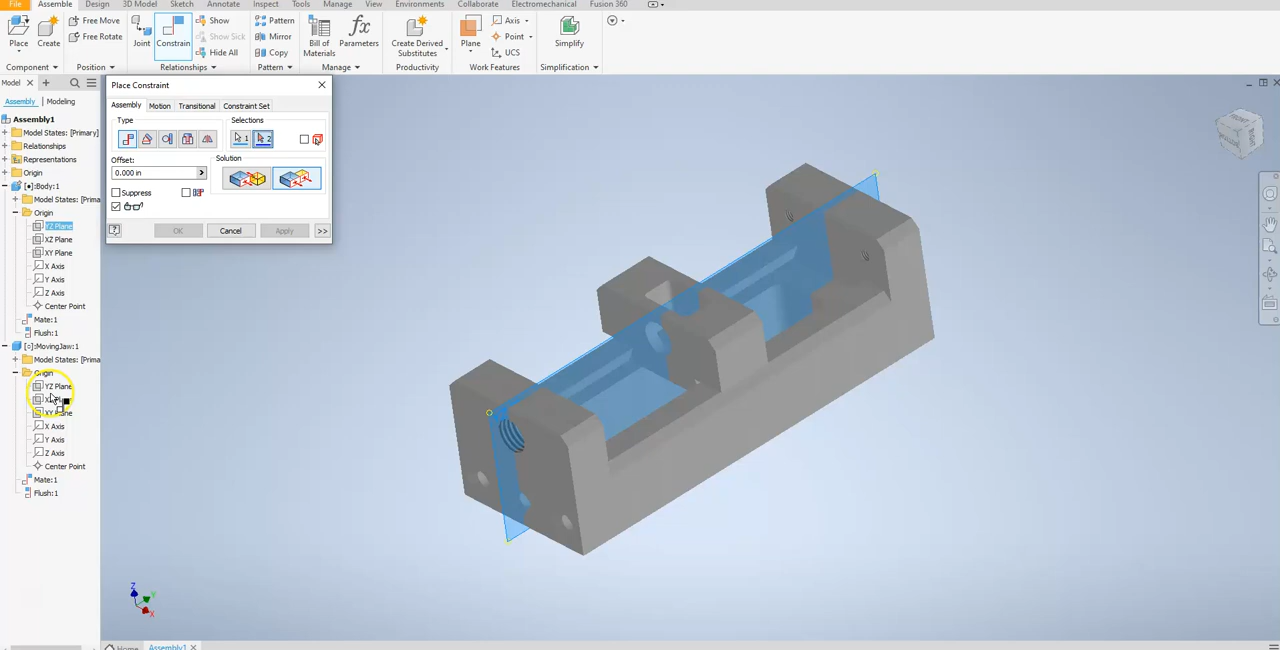 File Assemble Design 3D Model Sketch Annotate Inspect Tools Manage View Environments Collaborate Electromechanical Fusion 360
Place Create Free Move Free Rotate Joint Constrain Show Show Sick Hide All Pattern Mirror Copy Bill of Materials Parameters Create Derived Substitutes Plane Axis Point UCS Simplify
Component Position Relationships Pattern Manage Productivity Work Features Simplification
Model
Assembly Modeling
Assembly1
Model States: [Primary]
Relationships
Representations
Origin
Body:1
Model States: [Prima
Origin
YZ Plane
XZ Plane
XY Plane
X Axis
Y Axis
Z Axis
Center Point
Mate:1
Flush:1
MovingJaw:1
Model States: [Prima
Origin
YZ Plane
XY Plane
X Axis
Y Axis
Z Axis
Center Point
Mate:1
Flush:1
Place Constraint
Assembly Motion Transitional Constraint Set
Type Selections
1 2
Offset: Solution
0.000 in
Suppress
OK Cancel Apply >>
FRONT
Z
Y
X
Home Assembly1